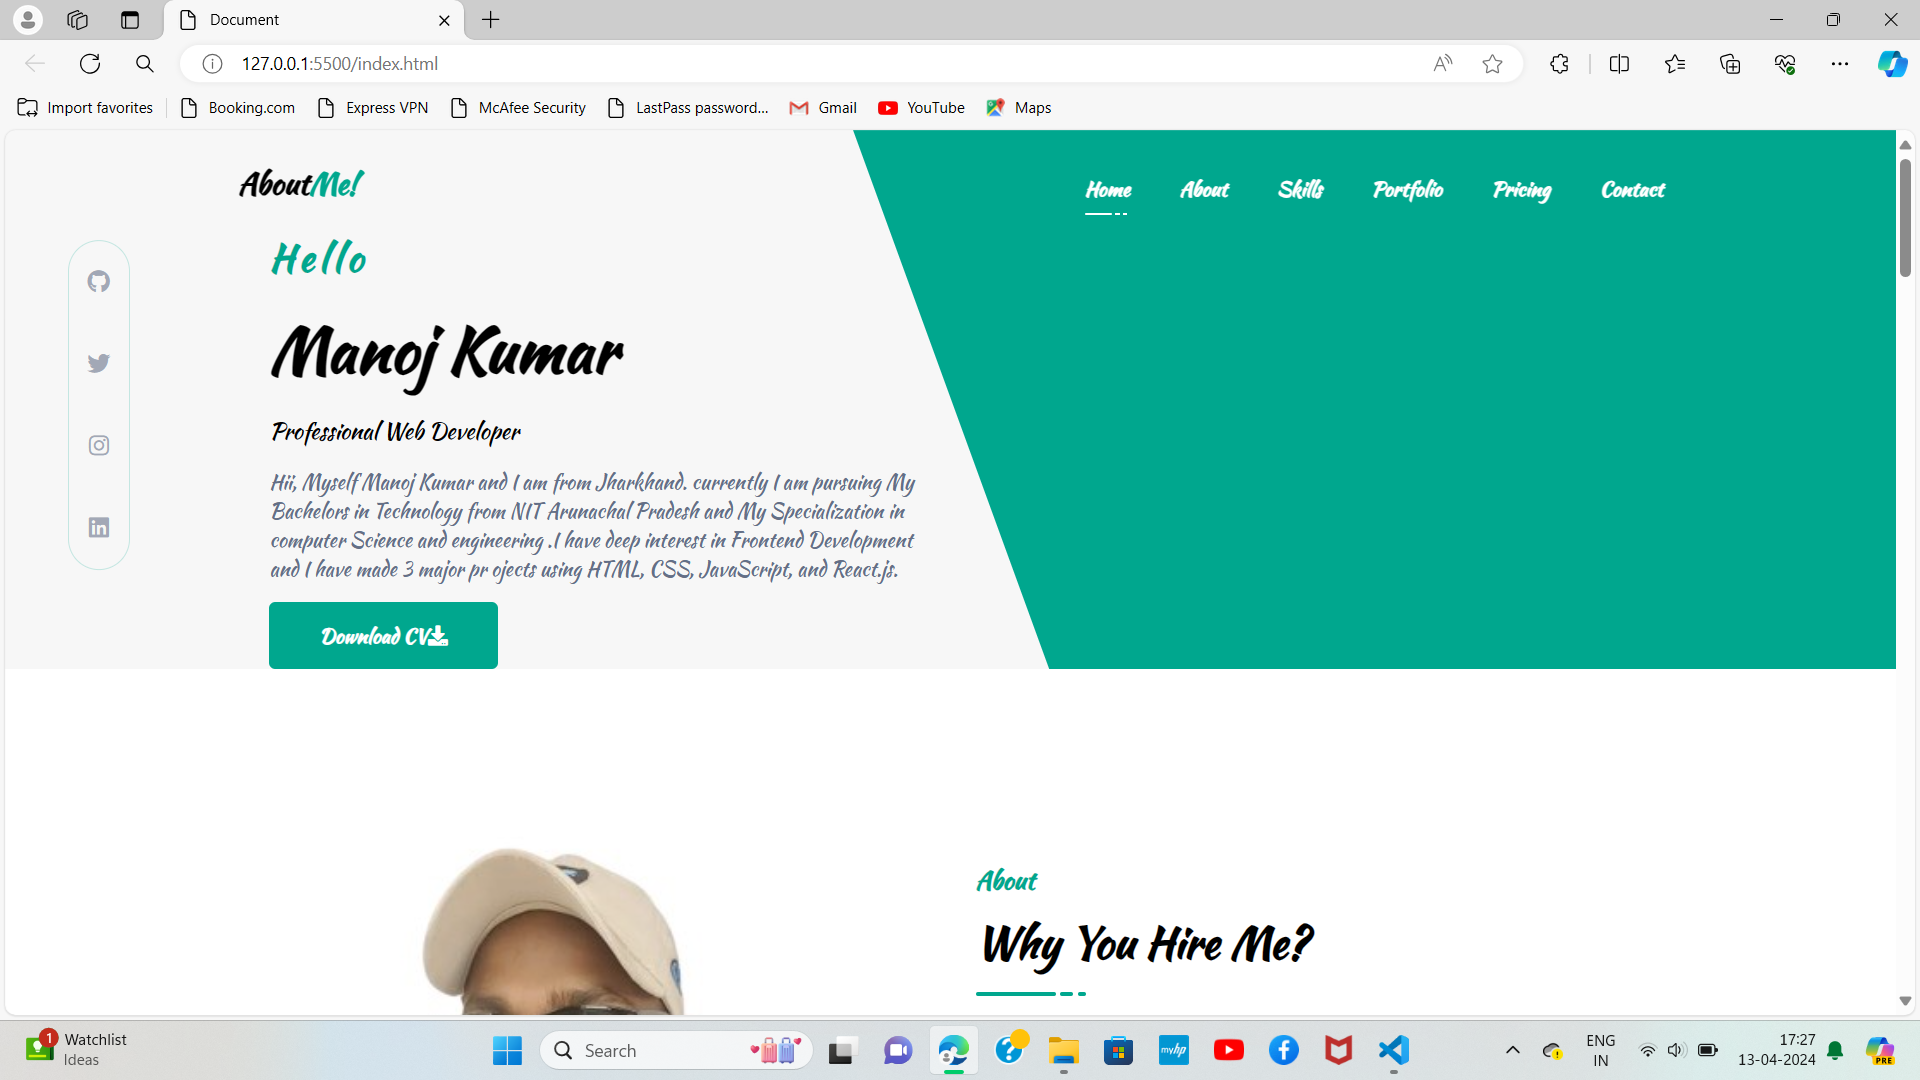 Document
127.0.0.1:5500/index.html
Import favorites
Booking.com
Express VPN
McAfee Security
LastPass password...
Gmail
YouTube
Maps
AboutMe!
Home
About
Skills
Portfolio
Pricing
Contact
Hello
Manoj Kumar
Professional Web Developer
Hii, Myself Manoj Kumar and I am from Jharkhand. currently I am pursuing My
Bachelors in Technology from NIT Arunachal Pradesh and My Specialization in
computer Science and engineering .I have deep interest in Frontend Development
and I have made 3 major pr ojects using HTML, CSS, JavaScript, and React.js.
Download CV
About
Why You Hire Me?
1
Watchlist
Ideas
Search
myhp
ENG
IN
17:27
13-04-2024
PRE